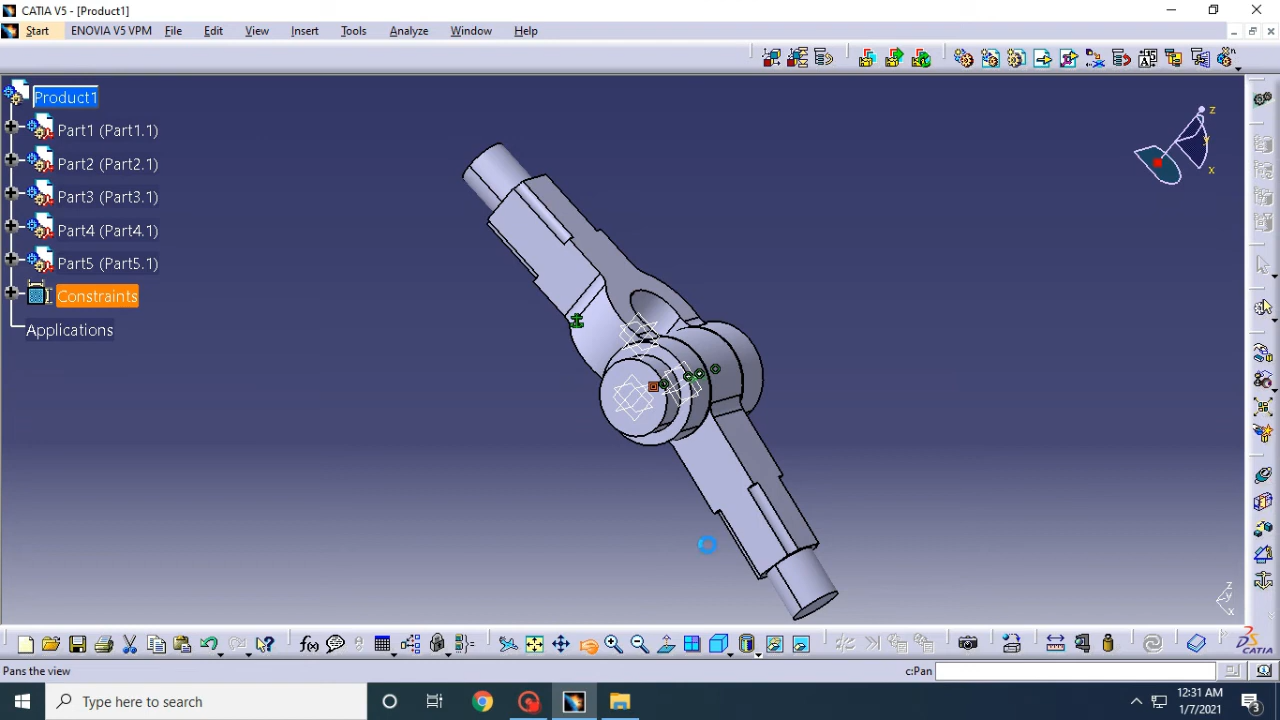 CATIA V5 - [Product1]
Start ENOVIA V5 VPM File Edit View Insert Tools Analyze Window Help
Product1
Part1 (Part1.1)
Part2 (Part2.1)
Part3 (Part3.1)
Part4 (Part4.1)
Part5 (Part5.1)
Constraints
Applications
z
y
x
z
y
x
f(x)
CATIA
Pans the view
c:Pan
Type here to search
12:31 AM
1/7/2021
3